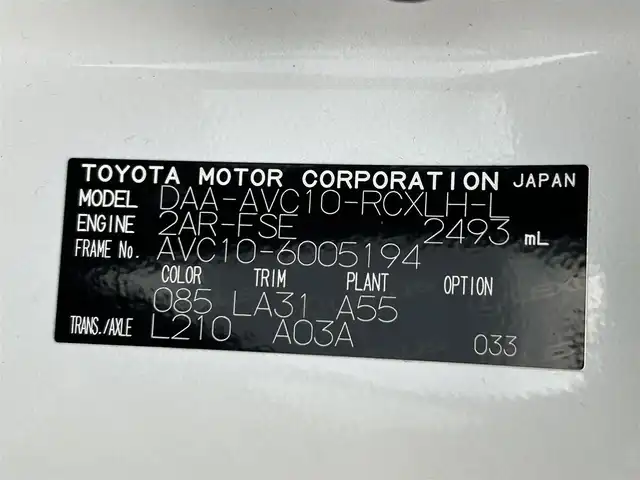 TOYOTA MOTOR CORPORATION JAPAN
MODEL DAA-AVC10-RCXLH-L
ENGINE 2AR-FSE 2493 mL
FRAME No. AVC10-6005194
COLOR TRIM PLANT OPTION
085 LA31 A55
TRANS./AXLE L210 A03A 033